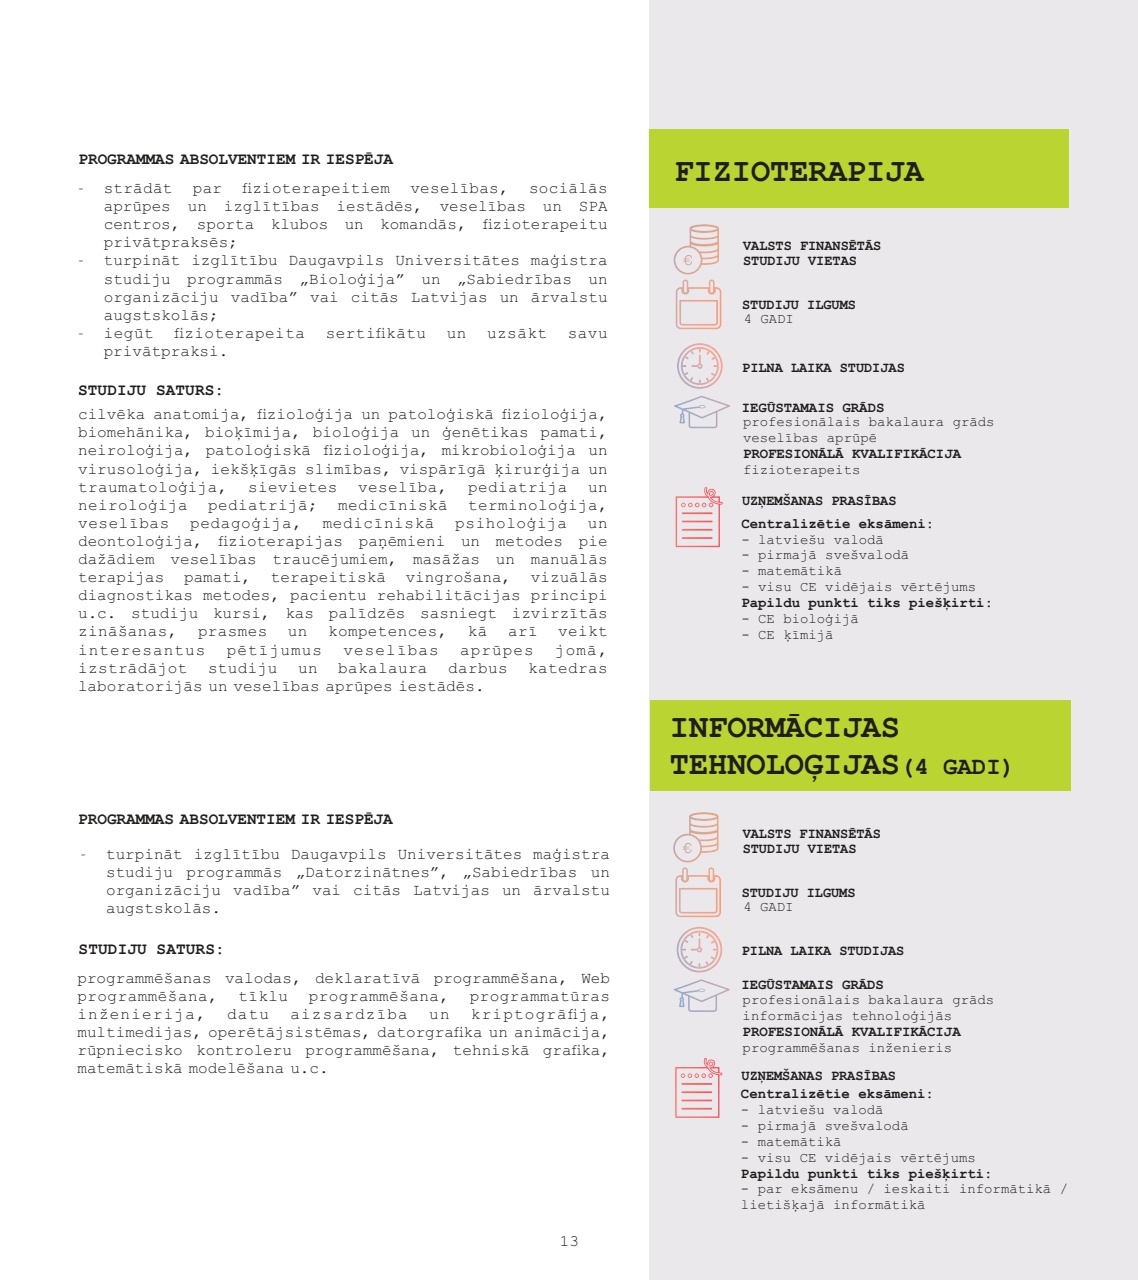 FIZIOTERAPIJA
PROGRAMMAS ABSOLVENTIEM IR IESPĒJA
- strādāt par fizioterapeitiem veselības, sociālās
aprūpes un izglītības iestādēs, veselības un SPA
centros, sporta klubos un komandās, fizioterapeitu
privātpraksēs;
- turpināt izglītību Daugavpils Universitātes maģistra
studiju programmās „Bioloģija” un „Sabiedrības un
organizāciju vadība” vai citās Latvijas un ārvalstu
augstskolās;
- iegūt fizioterapeita sertifikātu un uzsākt savu
privātpraksi.
STUDIJU SATURS:
cilvēka anatomija, fizioloģija un patoloģiskā fizioloģija,
biomehānika, bioķīmija, bioloģija un ģenētikas pamati,
neiroloģija, patoloģiskā fizioloģija, mikrobioloģija un
virusoloģija, iekšķīgās slimības, vispārīgā ķirurģija un
traumatoloģija, sievietes veselība, pediatrija un
neiroloģija pediatrijā; medicīniskā terminoloģija,
veselības pedagoģija, medicīniskā psiholoģija un
deontoloģija, fizioterapijas paņēmieni un metodes pie
dažādiem veselības traucējumiem, masāžas un manuālās
terapijas pamati, terapeitiskā vingrošana, vizuālās
diagnostikas metodes, pacientu rehabilitācijas principi
u.c. studiju kursi, kas palīdzēs sasniegt izvirzītās
zināšanas, prasmes un kompetences, kā arī veikt
interesantus pētījumus veselības aprūpes jomā,
izstrādājot studiju un bakalaura darbus katedras
laboratorijās un veselības aprūpes iestādēs.
€
VALSTS FINANSĒTĀS
STUDIJU VIETAS
STUDIJU ILGUMS
4 GADI
PILNA LAIKA STUDIJAS
IEGŪSTAMAIS GRĀDS
profesionālais bakalaura grāds
veselības aprūpē
PROFESIONĀLĀ KVALIFIKĀCIJA
fizioterapeits
UZŅEMŠANAS PRASĪBAS
Centralizētie eksāmeni:
- latviešu valodā
- pirmajā svešvalodā
- matemātikā
- visu CE vidējais vērtējums
Papildu punkti tiks piešķirti:
- CE bioloģijā
- CE ķīmijā
INFORMĀCIJAS
TEHNOLOĢIJAS(4 GADI)
PROGRAMMAS ABSOLVENTIEM IR IESPĒJA
- turpināt izglītību Daugavpils Universitātes maģistra
studiju programmās „Datorzinātnes”, „Sabiedrības un
organizāciju vadība” vai citās Latvijas un ārvalstu
augstskolās.
STUDIJU SATURS:
programmēšanas valodas, deklaratīvā programmēšana, Web
programmēšana, tīklu programmēšana, programmatūras
inženierija, datu aizsardzība un kriptogrāfija,
multimedijas, operētājsistēmas, datorgrafika un animācija,
rūpniecisko kontroleru programmēšana, tehniskā grafika,
matemātiskā modelēšana u.c.
€
VALSTS FINANSĒTĀS
STUDIJU VIETAS
STUDIJU ILGUMS
4 GADI
PILNA LAIKA STUDIJAS
IEGŪSTAMAIS GRĀDS
profesionālais bakalaura grāds
informācijas tehnoloģijās
PROFESIONĀLĀ KVALIFIKĀCIJA
programmēšanas inženieris
UZŅEMŠANAS PRASĪBAS
Centralizētie eksāmeni:
- latviešu valodā
- pirmajā svešvalodā
- matemātikā
- visu CE vidējais vērtējums
Papildu punkti tiks piešķirti:
- par eksāmenu / ieskaiti informātikā /
lietišķajā informātikā
13